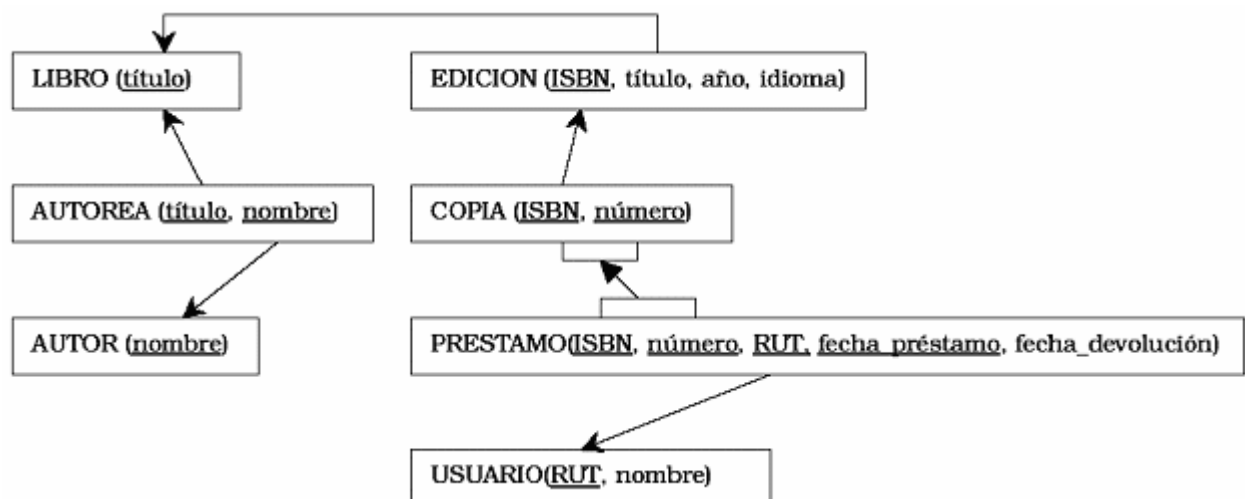 LIBRO (título)
EDICION (ISBN, título, año, idioma)
AUTOREA (título, nombre)
COPIA (ISBN, número)
AUTOR (nombre)
PRESTAMO(ISBN, número, RUT, fecha_préstamo, fecha_devolución)
USUARIO(RUT, nombre)